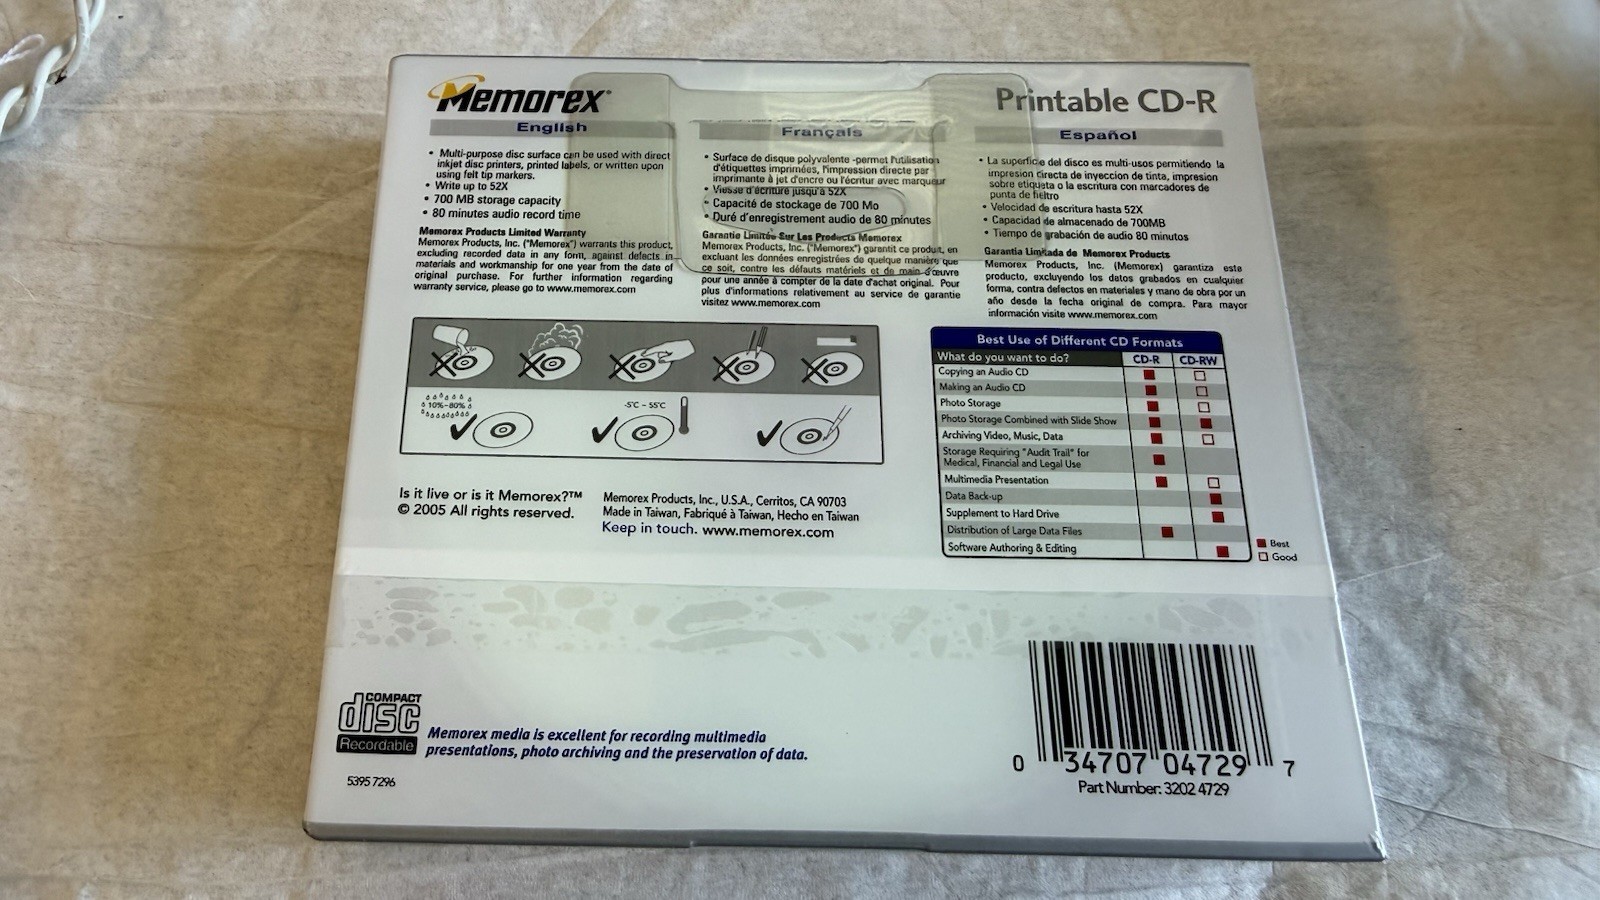 Memorex
Printable CD-R
English
• Multi-purpose disc surface can be used with direct
inkjet disc printers, printed labels, or written upon
using felt tip markers.
• Write up to 52X
• 700 MB storage capacity
• 80 minutes audio record time
Memorex Products Limited Warranty
Memorex Products, Inc. ("Memorex") warrants this product,
excluding recorded data in any form, against defects in
materials and workmanship for one year from the date of
original purchase. For further information regarding
warranty service, please go to www.memorex.com
Français
• Surface de disque polyvalente -permet l'utilisation
d'étiquettes imprimées, l'impression directe par
imprimante à jet d'encre ou l'écritur avec marqueur
• Viesse d'écriture jusqu'à 52X
• Capacité de stockage de 700 Mo
• Duré d'enregistrement audio de 80 minutes
Garantie Limitée Sur Les Products Memorex
Memorex Products, Inc. ("Memorex") garantit ce produit, en
excluant les données enregistrées de quelque manière que
ce soit, contre les défauts matériels et de main d'œuvre
pour une année à compter de la date d'achat original. Pour
plus d'informations relativement au service de garantie
visitez www.memorex.com
Español
• La superficie del disco es multi-usos permitiendo la
impresion directa de inyeccion de tinta, impresion
sobre etiqueta o la escritura con marcadores de
punta de fieltro
• Velocidad de escritura hasta 52X
• Capacidad de almacenado de 700MB
• Tiempo de grabación de audio 80 minutos
Garantia Limitada de Memorex Products
Memorex Products, Inc. (Memorex) garantiza este
producto, excluyendo los datos grabados en cualquier
forma, contra defectos en materiales y mano de obra por un
año desde la fecha original de compra. Para mayor
información visite www.memorex.com
10%-80%
-5°C - 55°C
Best Use of Different CD Formats
What do you want to do? CD-R CD-RW
Copying an Audio CD
Making an Audio CD
Photo Storage
Photo Storage Combined with Slide Show
Archiving Video, Music, Data
Storage Requiring "Audit Trail" for
Medical, Financial and Legal Use
Multimedia Presentation
Data Back-up
Supplement to Hard Drive
Distribution of Large Data Files
Software Authoring & Editing
Best
Good
Is it live or is it Memorex?™
© 2005 All rights reserved.
Memorex Products, Inc., U.S.A., Cerritos, CA 90703
Made in Taiwan, Fabriqué à Taiwan, Hecho en Taiwan
Keep in touch. www.memorex.com
COMPACT
disc
Recordable
Memorex media is excellent for recording multimedia
presentations, photo archiving and the preservation of data.
5395 7296
0 34707 04729 7
Part Number: 3202 4729